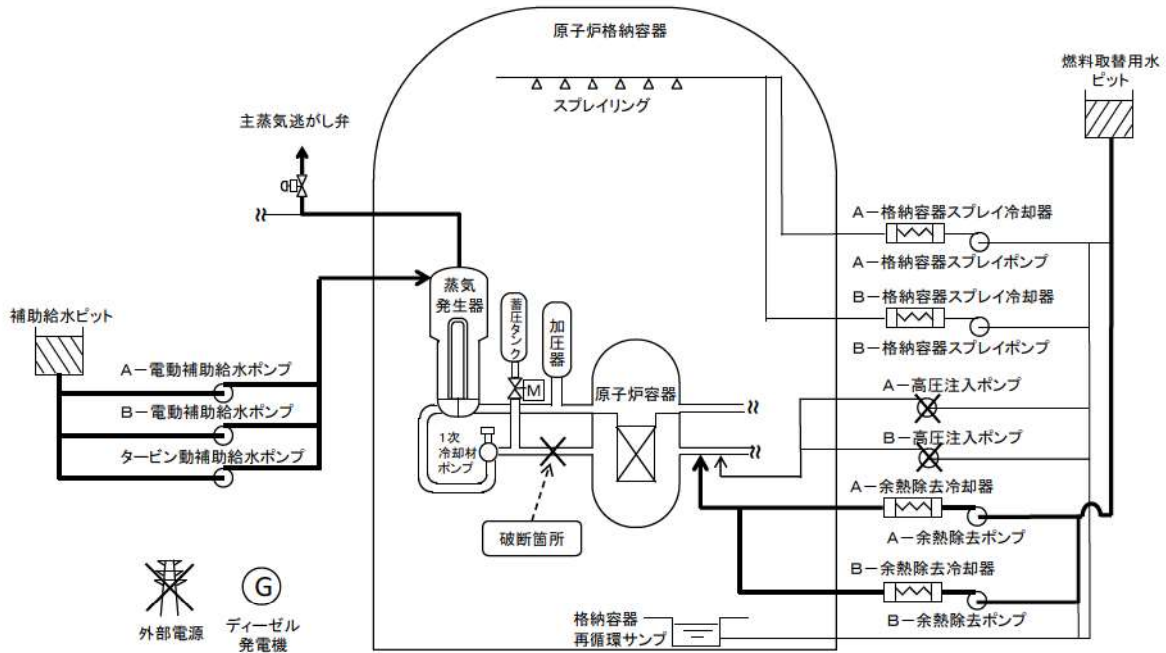 原子炉格納容器
スプレイリング
燃料取替用水
ピット
主蒸気逃がし弁
A－格納容器スプレイ冷却器
A－格納容器スプレイポンプ
B－格納容器スプレイ冷却器
B－格納容器スプレイポンプ
蒸気
発生器
蓄圧タンク
加圧器
M
原子炉容器
補助給水ピット
A－電動補助給水ポンプ
B－電動補助給水ポンプ
タービン動補助給水ポンプ
1次
冷却材
ポンプ
A－高圧注入ポンプ
B－高圧注入ポンプ
A－余熱除去冷却器
A－余熱除去ポンプ
B－余熱除去冷却器
B－余熱除去ポンプ
破断箇所
外部電源
G
ディーゼル
発電機
格納容器
再循環サンプ